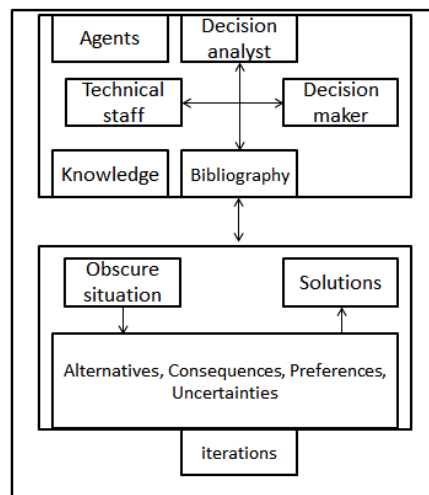 Agents
Decision
analyst
Technical
staff
Decision
maker
Knowledge
Bibliography
Obscure
situation
Solutions
Alternatives, Consequences, Preferences,
Uncertainties
iterations